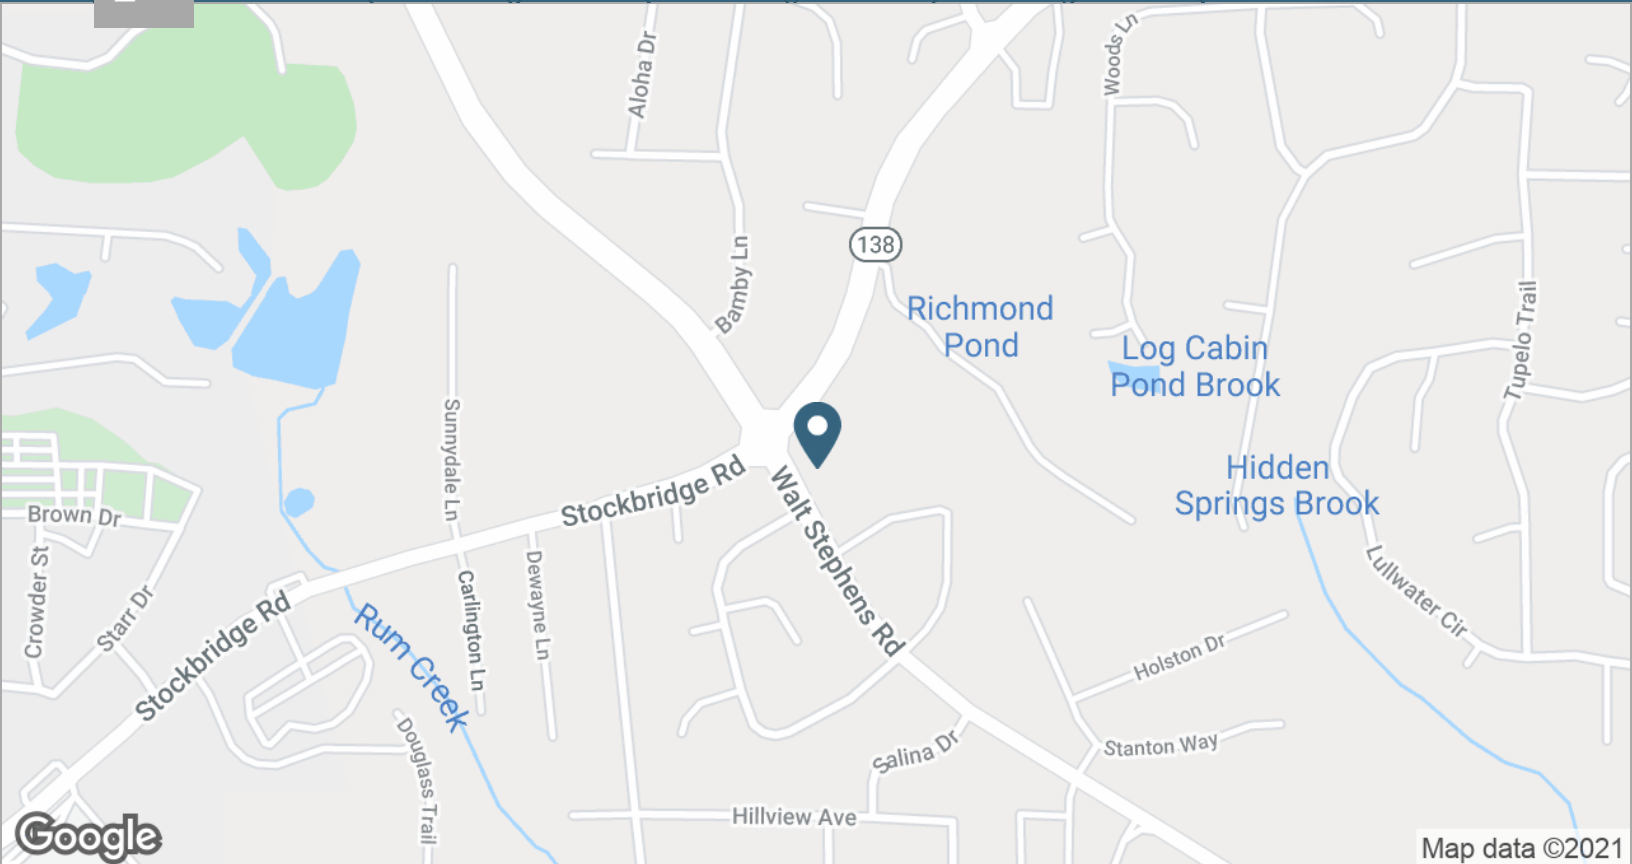 Aloha Dr
Woods Ln
138
Bamby Ln
Richmond
Pond
Log Cabin
Pond Brook
Tupelo Trail
Sunnydale Ln
Hidden
Springs Brook
Stockbridge Rd
Walt Stephens Rd
Brown Dr
Crowder St
Starr Dr
Stockbridge Rd
Rum Creek
Carlington Ln
Dewayne Ln
Lullwater Cir
Holston Dr
Stanton Way
Salina Dr
Douglass Trail
Hillview Ave
Google
Map data ©2021